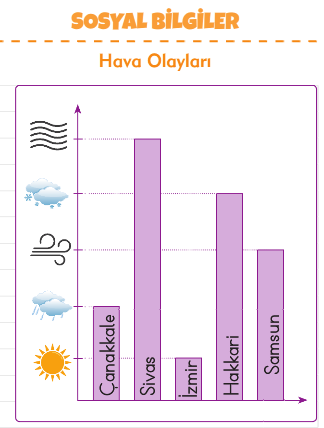 SOSYAL BİLGİLER
Hava Olayları
Çanakkale
Sivas
İzmir
Hakkari
Samsun